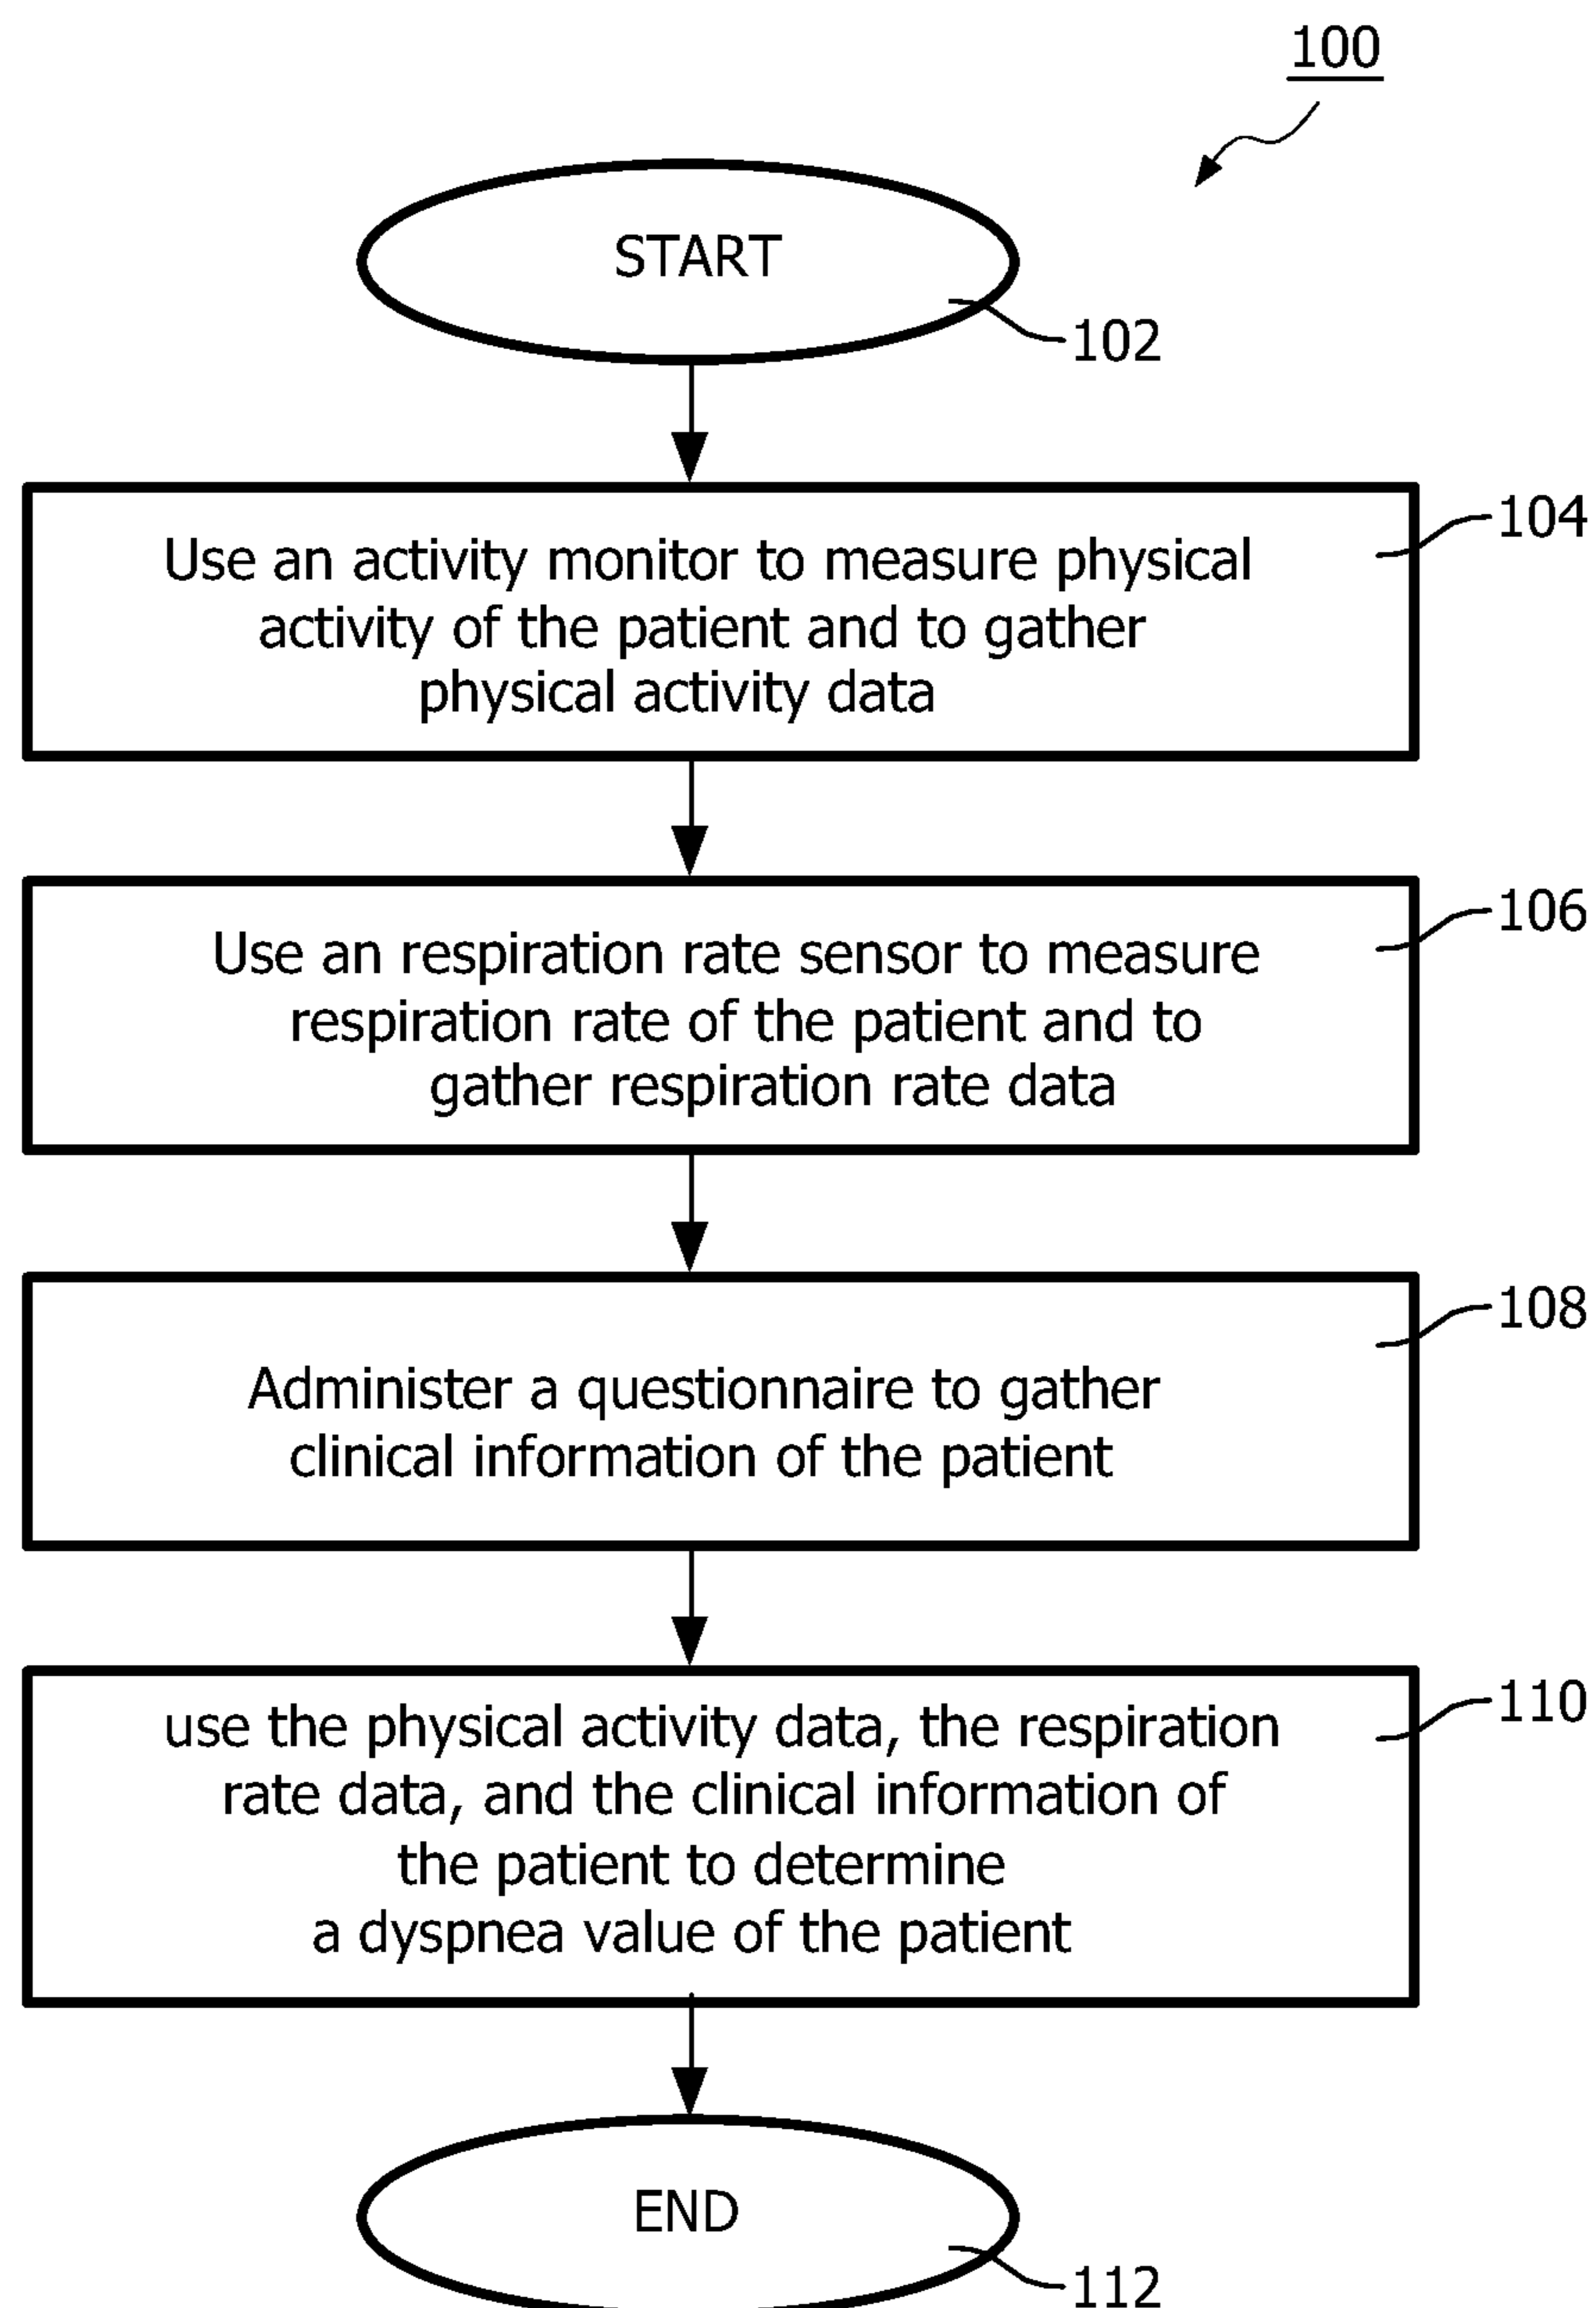 100
START
102
104
Use an activity monitor to measure physical
activity of the patient and to gather
physical activity data
106
Use an respiration rate sensor to measure
respiration rate of the patient and to
gather respiration rate data
108
Administer a questionnaire to gather
clinical information of the patient
110
use the physical activity data, the respiration
rate data, and the clinical information of
the patient to determine
a dyspnea value of the patient
END
112